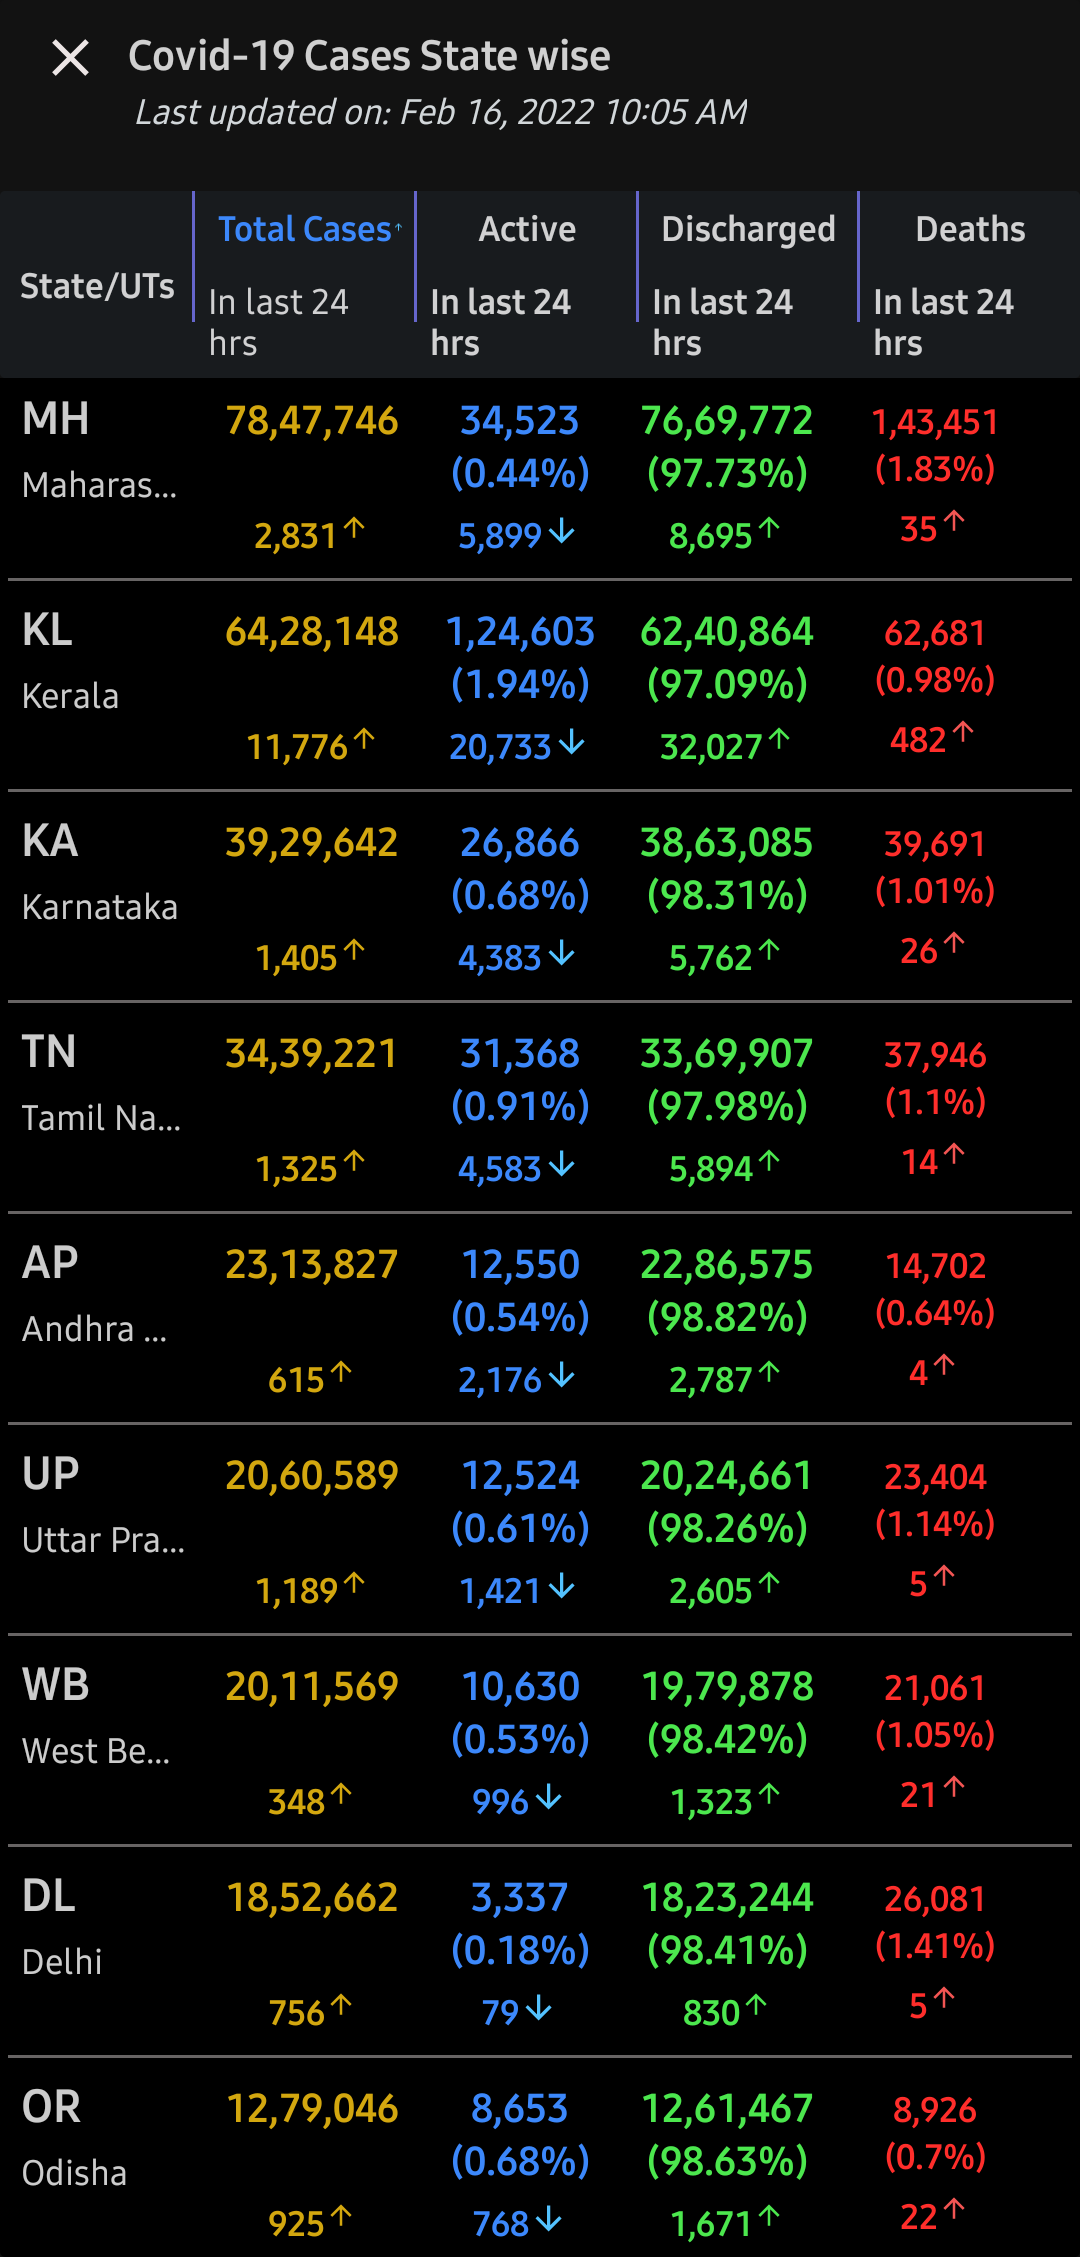 Covid-19 Cases State wise
Last updated on: Feb 16, 2022 10:05 AM
State/UTs
Total Cases↑ Active Discharged Deaths
In last 24 hrs In last 24 hrs In last 24 hrs In last 24 hrs
MH 78,47,746 34,523 76,69,772 1,43,451
Maharas... (0.44%) (97.73%) (1.83%)
2,831↑ 5,899↓ 8,695↑ 35↑
KL 64,28,148 1,24,603 62,40,864 62,681
Kerala (1.94%) (97.09%) (0.98%)
11,776↑ 20,733↓ 32,027↑ 482↑
KA 39,29,642 26,866 38,63,085 39,691
Karnataka (0.68%) (98.31%) (1.01%)
1,405↑ 4,383↓ 5,762↑ 26↑
TN 34,39,221 31,368 33,69,907 37,946
Tamil Na... (0.91%) (97.98%) (1.1%)
1,325↑ 4,583↓ 5,894↑ 14↑
AP 23,13,827 12,550 22,86,575 14,702
Andhra ... (0.54%) (98.82%) (0.64%)
615↑ 2,176↓ 2,787↑ 4↑
UP 20,60,589 12,524 20,24,661 23,404
Uttar Pra... (0.61%) (98.26%) (1.14%)
1,189↑ 1,421↓ 2,605↑ 5↑
WB 20,11,569 10,630 19,79,878 21,061
West Be... (0.53%) (98.42%) (1.05%)
348↑ 996↓ 1,323↑ 21↑
DL 18,52,662 3,337 18,23,244 26,081
Delhi (0.18%) (98.41%) (1.41%)
756↑ 79↓ 830↑ 5↑
OR 12,79,046 8,653 12,61,467 8,926
Odisha (0.68%) (98.63%) (0.7%)
925↑ 768↓ 1,671↑ 22↑